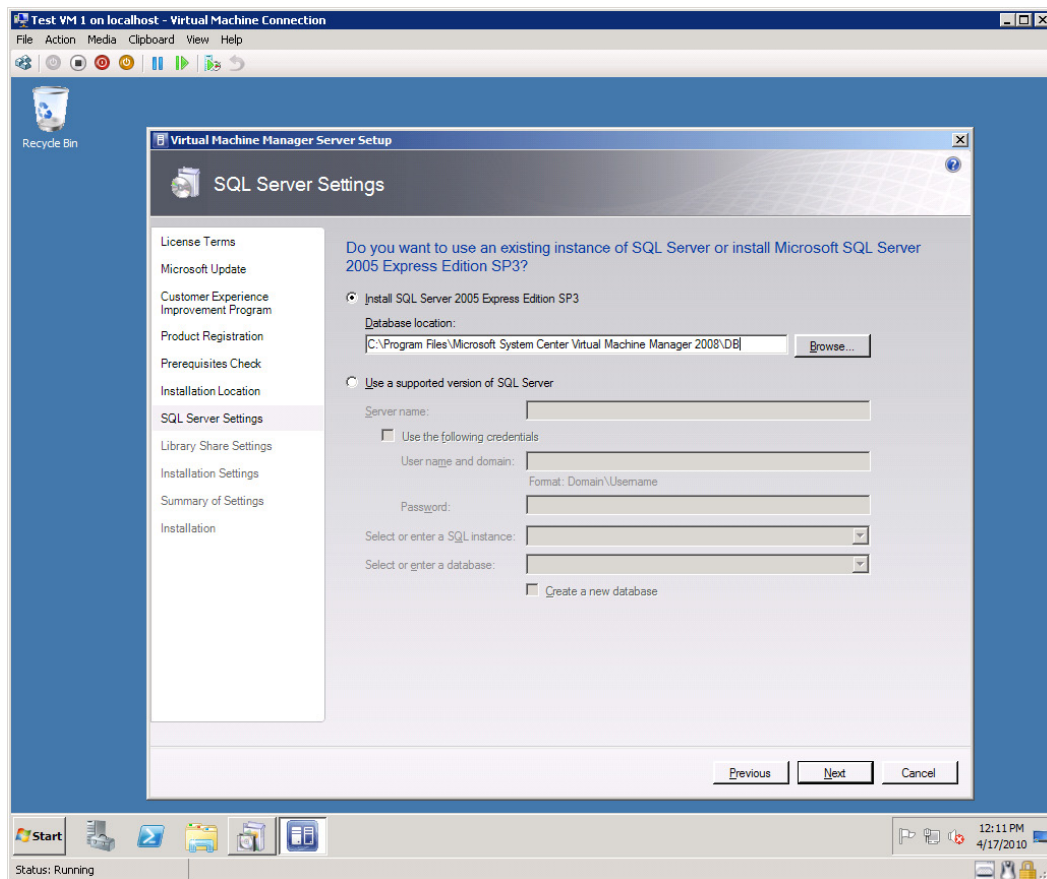 Test VM 1 on localhost - Virtual Machine Connection
File Action Media Clipboard View Help
Recycle Bin
Virtual Machine Manager Server Setup
SQL Server Settings
License Terms
Microsoft Update
Customer Experience
Improvement Program
Product Registration
Prerequisites Check
Installation Location
SQL Server Settings
Library Share Settings
Installation Settings
Summary of Settings
Installation
Do you want to use an existing instance of SQL Server or install Microsoft SQL Server
2005 Express Edition SP3?
Install SQL Server 2005 Express Edition SP3
Database location:
C:\Program Files\Microsoft System Center Virtual Machine Manager 2008\DB
Browse...
Use a supported version of SQL Server
Server name:
Use the following credentials
User name and domain:
Format: Domain\Username
Password:
Select or enter a SQL instance:
Select or enter a database:
Create a new database
Previous
Next
Cancel
Start
12:11 PM
4/17/2010
Status: Running